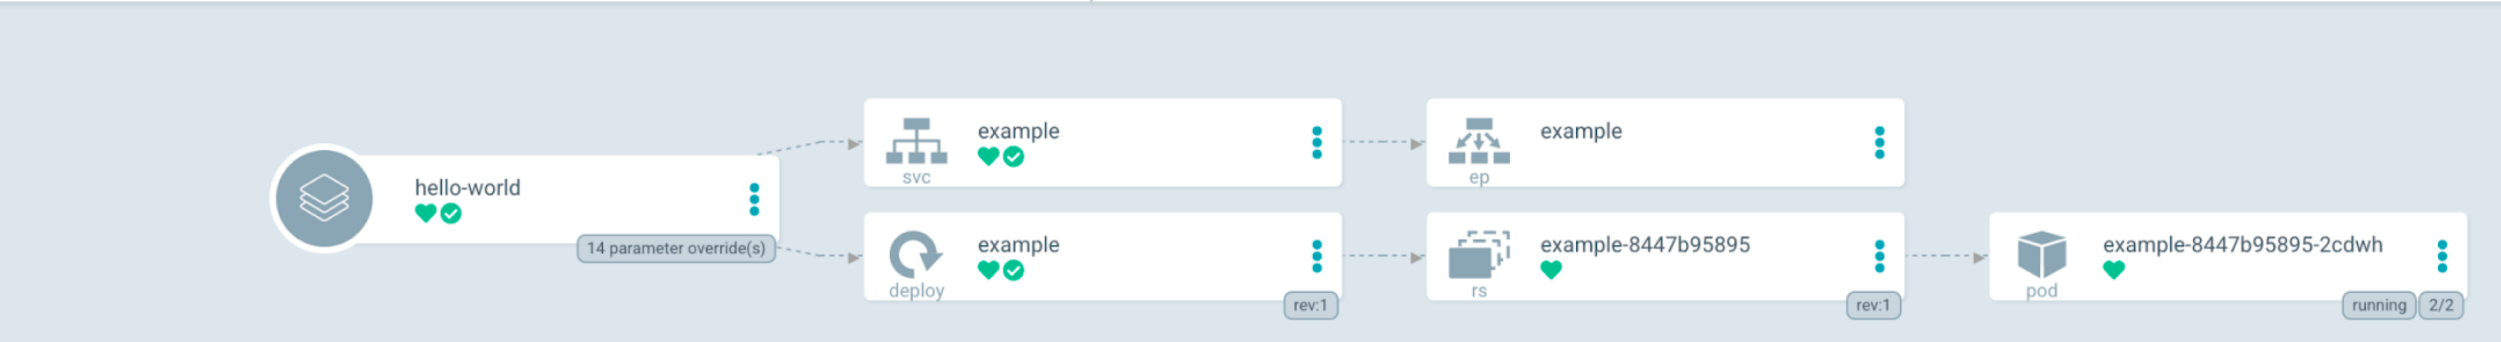 hello-world
14 parameter override(s)
example
svc
example
ep
example
deploy
rev:1
example-8447b95895
rs
rev:1
example-8447b95895-2cdwh
pod
running
2/2